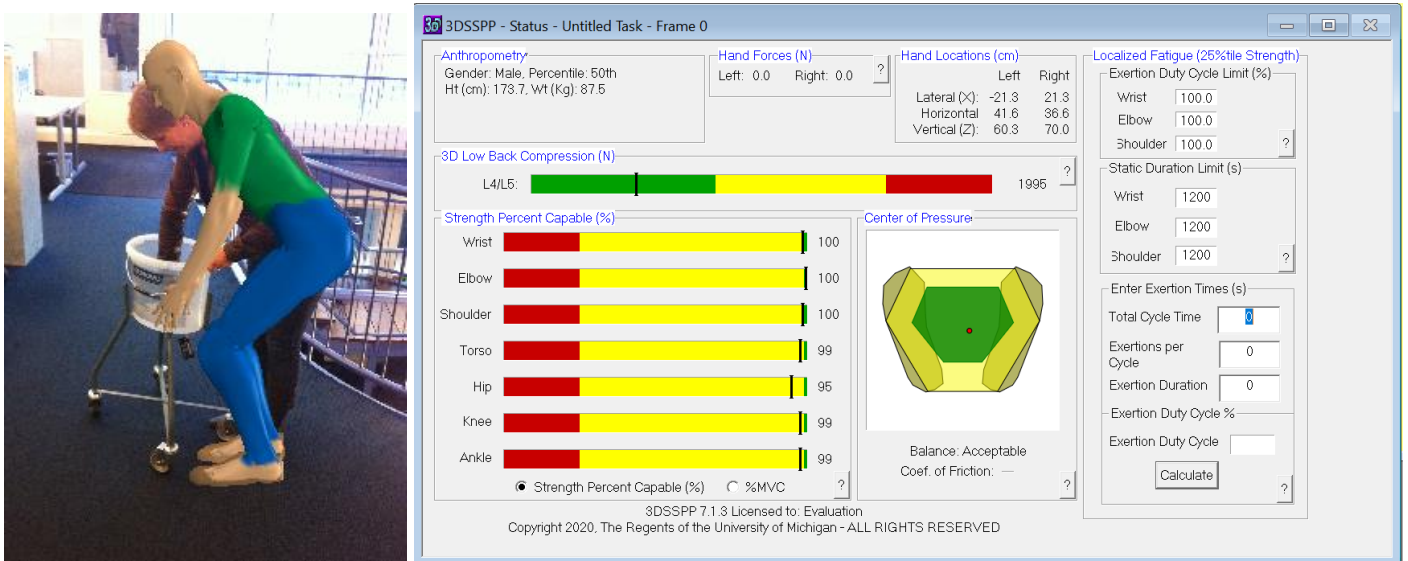 3DSSPP - Status - Untitled Task - Frame 0
Anthropometry
Gender: Male, Percentile: 50th
Ht (cm): 173.7, Wt (Kg): 87.5
Hand Forces (N)
Left: 0.0 Right: 0.0
?
Hand Locations (cm)
Left Right
Lateral (X): -21.3 21.3
Horizontal 41.6 36.6
Vertical (Z): 60.3 70.0
3D Low Back Compression (N)
?
L4/L5: 1995
Strength Percent Capable (%)
Wrist 100
Elbow 100
Shoulder 100
Torso 99
Hip 95
Knee 99
Ankle 99
Strength Percent Capable (%) %MVC ?
Center of Pressure
Balance: Acceptable
Coef. of Friction: —
?
Localized Fatigue (25%tile Strength)
Exertion Duty Cycle Limit (%)
Wrist 100.0
Elbow 100.0
Shoulder 100.0 ?
Static Duration Limit (s)
Wrist 1200
Elbow 1200
Shoulder 1200 ?
Enter Exertion Times (s)
Total Cycle Time 0
Exertions per
Cycle 0
Exertion Duration 0
Exertion Duty Cycle %
Exertion Duty Cycle
Calculate
?
3DSSPP 7.1.3 Licensed to: Evaluation
Copyright 2020, The Regents of the University of Michigan - ALL RIGHTS RESERVED